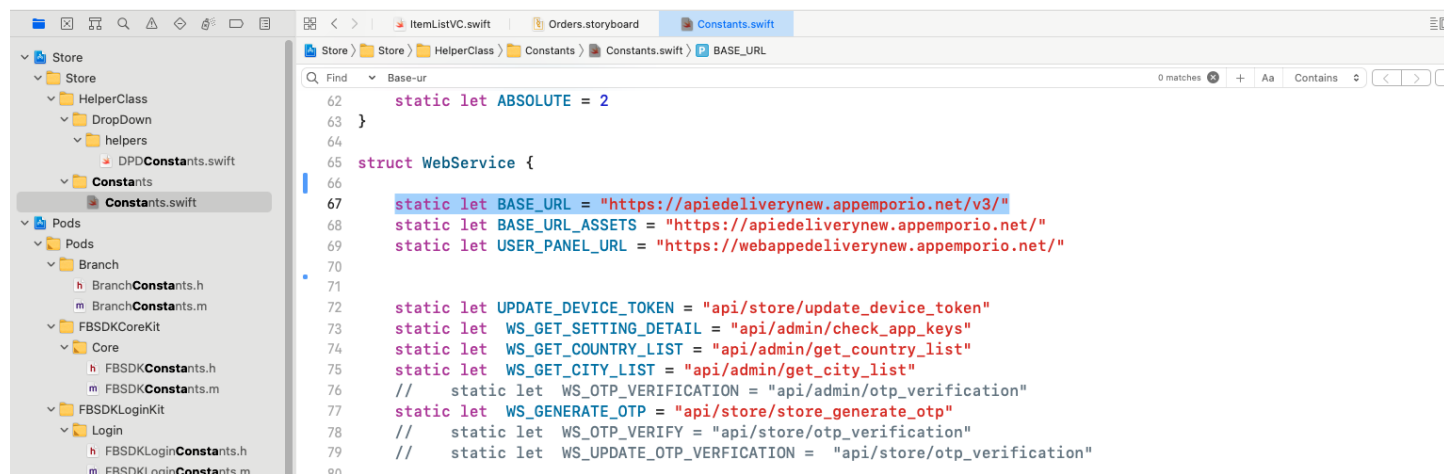 ItemListVC.swift
Orders.storyboard
Constants.swift
Store
Store
HelperClass
DropDown
helpers
DPDConstants.swift
Constants
Constants.swift
Pods
Pods
Branch
BranchConstants.h
BranchConstants.m
FBSDKCoreKit
Core
FBSDKConstants.h
FBSDKConstants.m
FBSDKLoginKit
Login
FBSDKLoginConstants.h
FBSDKLoginConstants.m
Store 〉 Store 〉 HelperClass 〉 Constants 〉 Constants.swift 〉 P BASE_URL
Find Base-ur 0 matches + Aa Contains
62 static let ABSOLUTE = 2
63 }
64
65 struct WebService {
66
67 static let BASE_URL = "https://apiedeliverynew.appemporio.net/v3/"
68 static let BASE_URL_ASSETS = "https://apiedeliverynew.appemporio.net/"
69 static let USER_PANEL_URL = "https://webappedeliverynew.appemporio.net/"
70
71
72 static let UPDATE_DEVICE_TOKEN = "api/store/update_device_token"
73 static let  WS_GET_SETTING_DETAIL = "api/admin/check_app_keys"
74 static let  WS_GET_COUNTRY_LIST = "api/admin/get_country_list"
75 static let  WS_GET_CITY_LIST = "api/admin/get_city_list"
76 //    static let  WS_OTP_VERIFICATION = "api/admin/otp_verification"
77 static let  WS_GENERATE_OTP = "api/store/store_generate_otp"
78 //    static let  WS_OTP_VERIFY = "api/store/otp_verification"
79 //    static let  WS_UPDATE_OTP_VERFICATION =  "api/store/otp_verification"
80